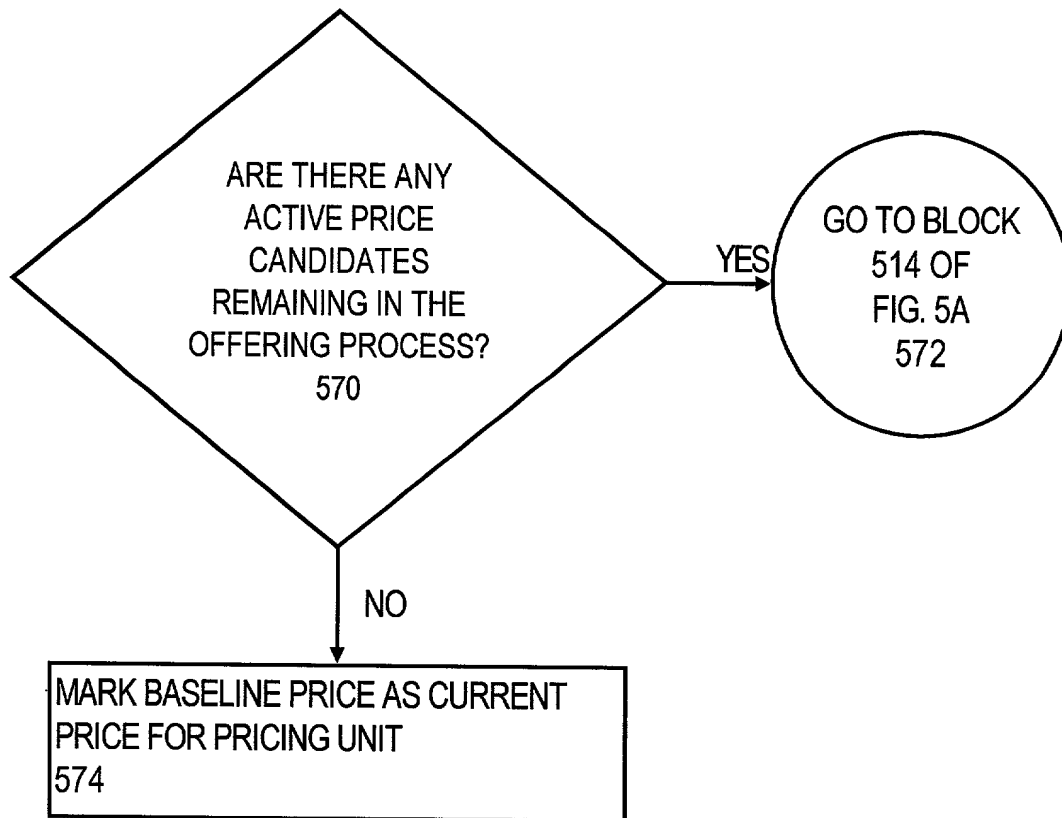 ARE THERE ANY
ACTIVE PRICE
CANDIDATES
REMAINING IN THE
OFFERING PROCESS?
570
YES
GO TO BLOCK
514 OF
FIG. 5A
572
NO
MARK BASELINE PRICE AS CURRENT
PRICE FOR PRICING UNIT
574